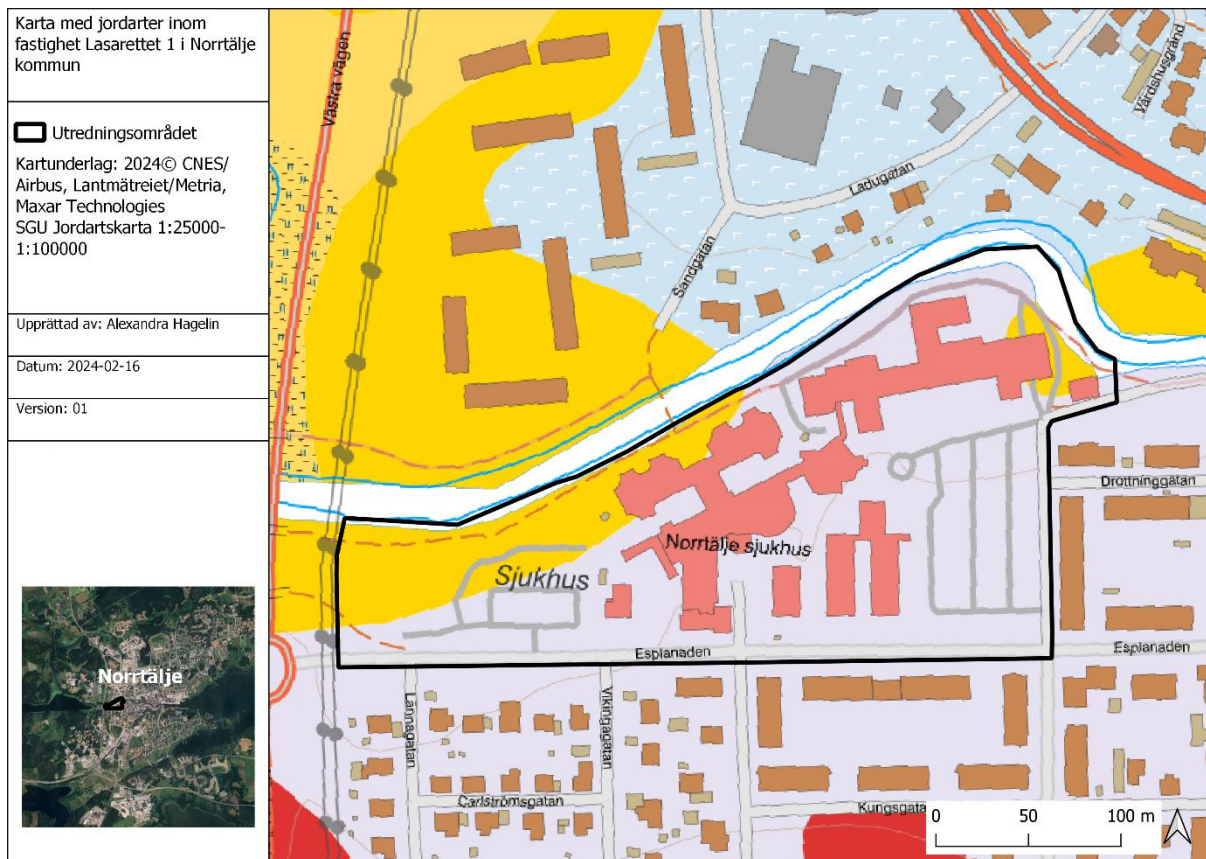 Karta med jordarter inom
fastighet Lasarettet 1 i Norrtälje
kommun
Utredningsområdet
Kartunderlag: 2024© CNES/
Airbus, Lantmätreiet/Metria,
Maxar Technologies
SGU Jordartskarta 1:25000-
1:100000
Upprättad av: Alexandra Hagelin
Datum: 2024-02-16
Version: 01
Norrtälje
Västra vägen
Sandgatan
Ladugatan
Vårdshusgränd
Drottninggatan
Norrtälje sjukhus
Sjukhus
Esplanaden
Esplanaden
Lännagatan
Vikingagatan
Carlströmsgatan
Kungsgata
0 50 100 m